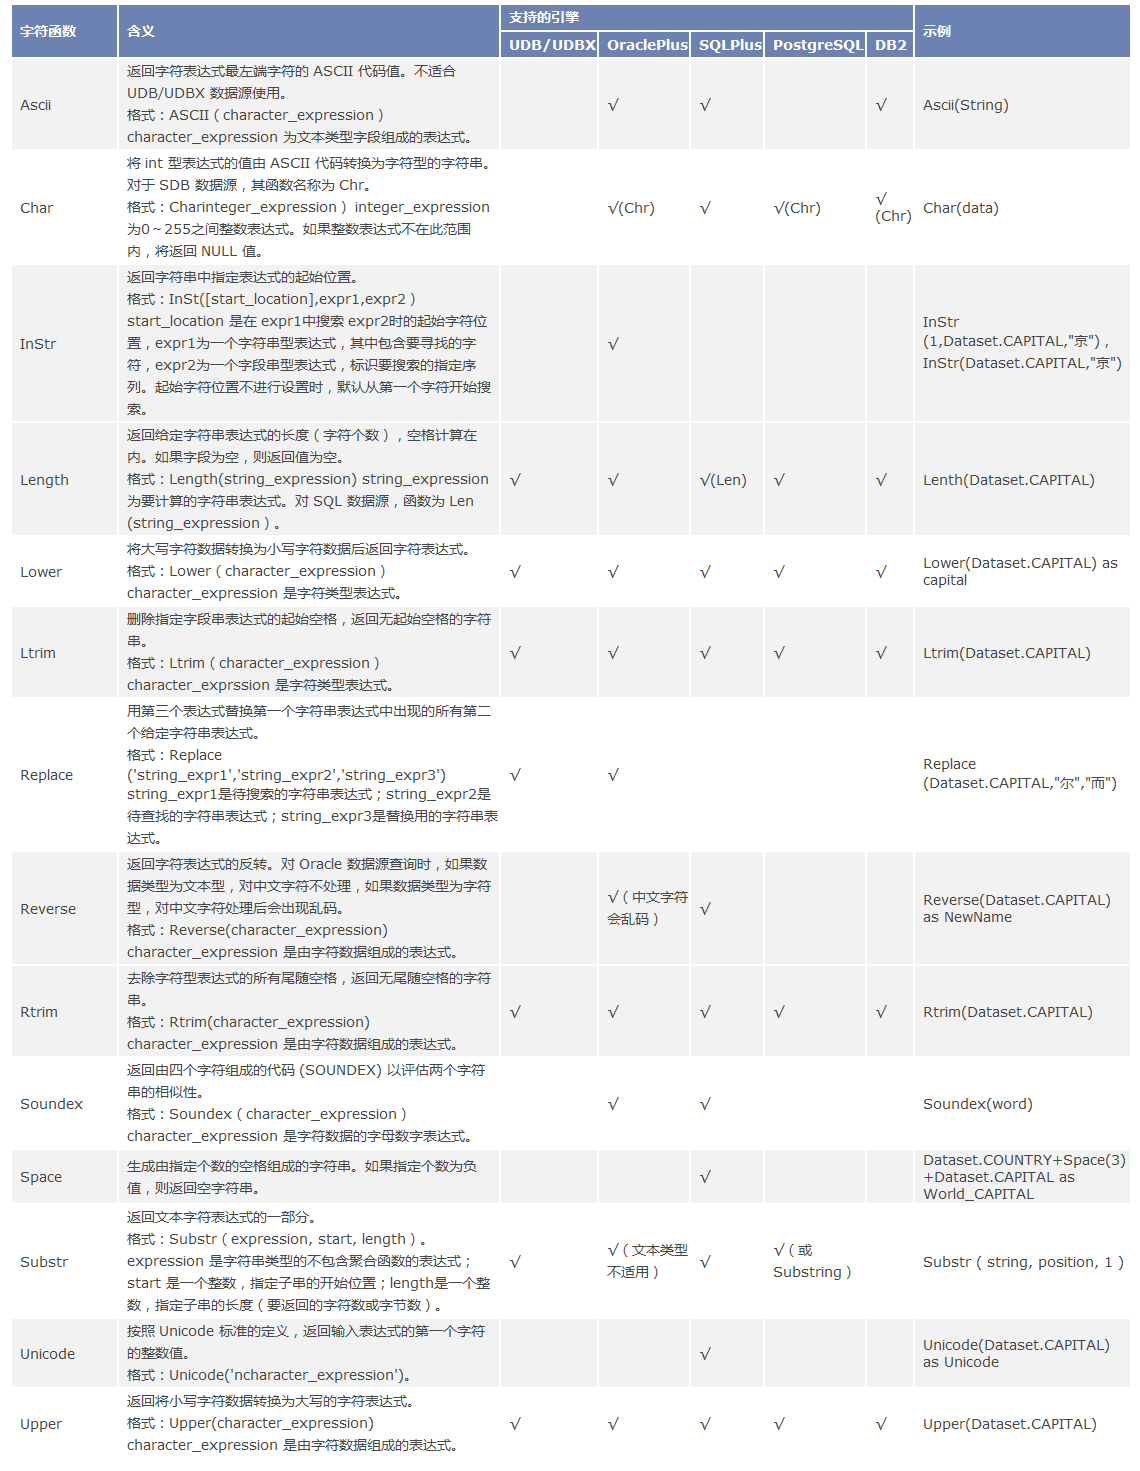 字符函数
含义
支持的引擎
示例
UDB/UDBX
OraclePlus
SQLPlus
PostgreSQL
DB2
Ascii
返回字符表达式最左端字符的 ASCII 代码值。不适合
UDB/UDBX 数据源使用。
格式：ASCII（character_expression）
character_expression 为文本类型字段组成的表达式。
√
√
√
Ascii(String)
Char
将 int 型表达式的值由 ASCII 代码转换为字符型的字符串。
对于 SDB 数据源，其函数名称为 Chr。
格式：Charinteger_expression） integer_expression
为0～255之间整数表达式。如果整数表达式不在此范围
内，将返回 NULL 值。
√(Chr)
√
√(Chr)
√
(Chr)
Char(data)
InStr
返回字符串中指定表达式的起始位置。
格式：InSt([start_location],expr1,expr2）
start_location 是在 expr1中搜索 expr2时的起始字符位
置，expr1为一个字符串型表达式，其中包含要寻找的字
符，expr2为一个字段串型表达式，标识要搜索的指定序
列。起始字符位置不进行设置时，默认从第一个字符开始搜
索。
√
InStr
(1,Dataset.CAPITAL,"京")，
InStr(Dataset.CAPITAL,"京")
Length
返回给定字符串表达式的长度（字符个数），空格计算在
内。如果字段为空，则返回值为空。
格式：Length(string_expression) string_expression
为要计算的字符串表达式。对 SQL 数据源，函数为 Len
(string_expression）。
√
√
√(Len)
√
√
Lenth(Dataset.CAPITAL)
Lower
将大写字符数据转换为小写字符数据后返回字符表达式。
格式：Lower（character_expression）
character_expression 是字符类型表达式。
√
√
√
√
√
Lower(Dataset.CAPITAL) as
capital
Ltrim
删除指定字段串表达式的起始空格，返回无起始空格的字符
串。
格式：Ltrim（character_expression）
character_exprssion 是字符类型表达式。
√
√
√
√
√
Ltrim(Dataset.CAPITAL)
Replace
用第三个表达式替换第一个字符串表达式中出现的所有第二
个给定字符串表达式。
格式：Replace
('string_expr1','string_expr2','string_expr3')
string_expr1是待搜索的字符串表达式；string_expr2是
待查找的字符串表达式；string_expr3是替换用的字符串表
达式。
√
√
Replace
(Dataset.CAPITAL,"尔","而")
Reverse
返回字符表达式的反转。对 Oracle 数据源查询时，如果数
据类型为文本型，对中文字符不处理，如果数据类型为字符
型，对中文字符处理后会出现乱码。
格式：Reverse(character_expression)
character_expression 是由字符数据组成的表达式。
√（中文字符
会乱码）
√
Reverse(Dataset.CAPITAL)
as NewName
Rtrim
去除字符型表达式的所有尾随空格，返回无尾随空格的字符
串。
格式：Rtrim(character_expression)
character_expression 是由字符数据组成的表达式。
√
√
√
√
√
Rtrim(Dataset.CAPITAL)
Soundex
返回由四个字符组成的代码 (SOUNDEX) 以评估两个字符
串的相似性。
格式：Soundex（character_expression）
character_expression 是字符数据的字母数字表达式。
√
√
Soundex(word)
Space
生成由指定个数的空格组成的字符串。如果指定个数为负
值，则返回空字符串。
√
Dataset.COUNTRY+Space(3)
+Dataset.CAPITAL as
World_CAPITAL
Substr
返回文本字符表达式的一部分。
格式：Substr（expression, start, length）。
expression 是字符串类型的不包含聚合函数的表达式；
start 是一个整数，指定子串的开始位置；length是一个整
数，指定子串的长度（要返回的字符数或字节数）。
√
√（文本类型
不适用）
√
√（或
Substring）
Substr（string, position, 1）
Unicode
按照 Unicode 标准的定义，返回输入表达式的第一个字符
的整数值。
格式：Unicode('ncharacter_expression')。
√
Unicode(Dataset.CAPITAL)
as Unicode
Upper
返回将小写字符数据转换为大写的字符表达式。
格式：Upper(character_expression)
character_expression 是由字符数据组成的表达式。
√
√
√
√
√
Upper(Dataset.CAPITAL)